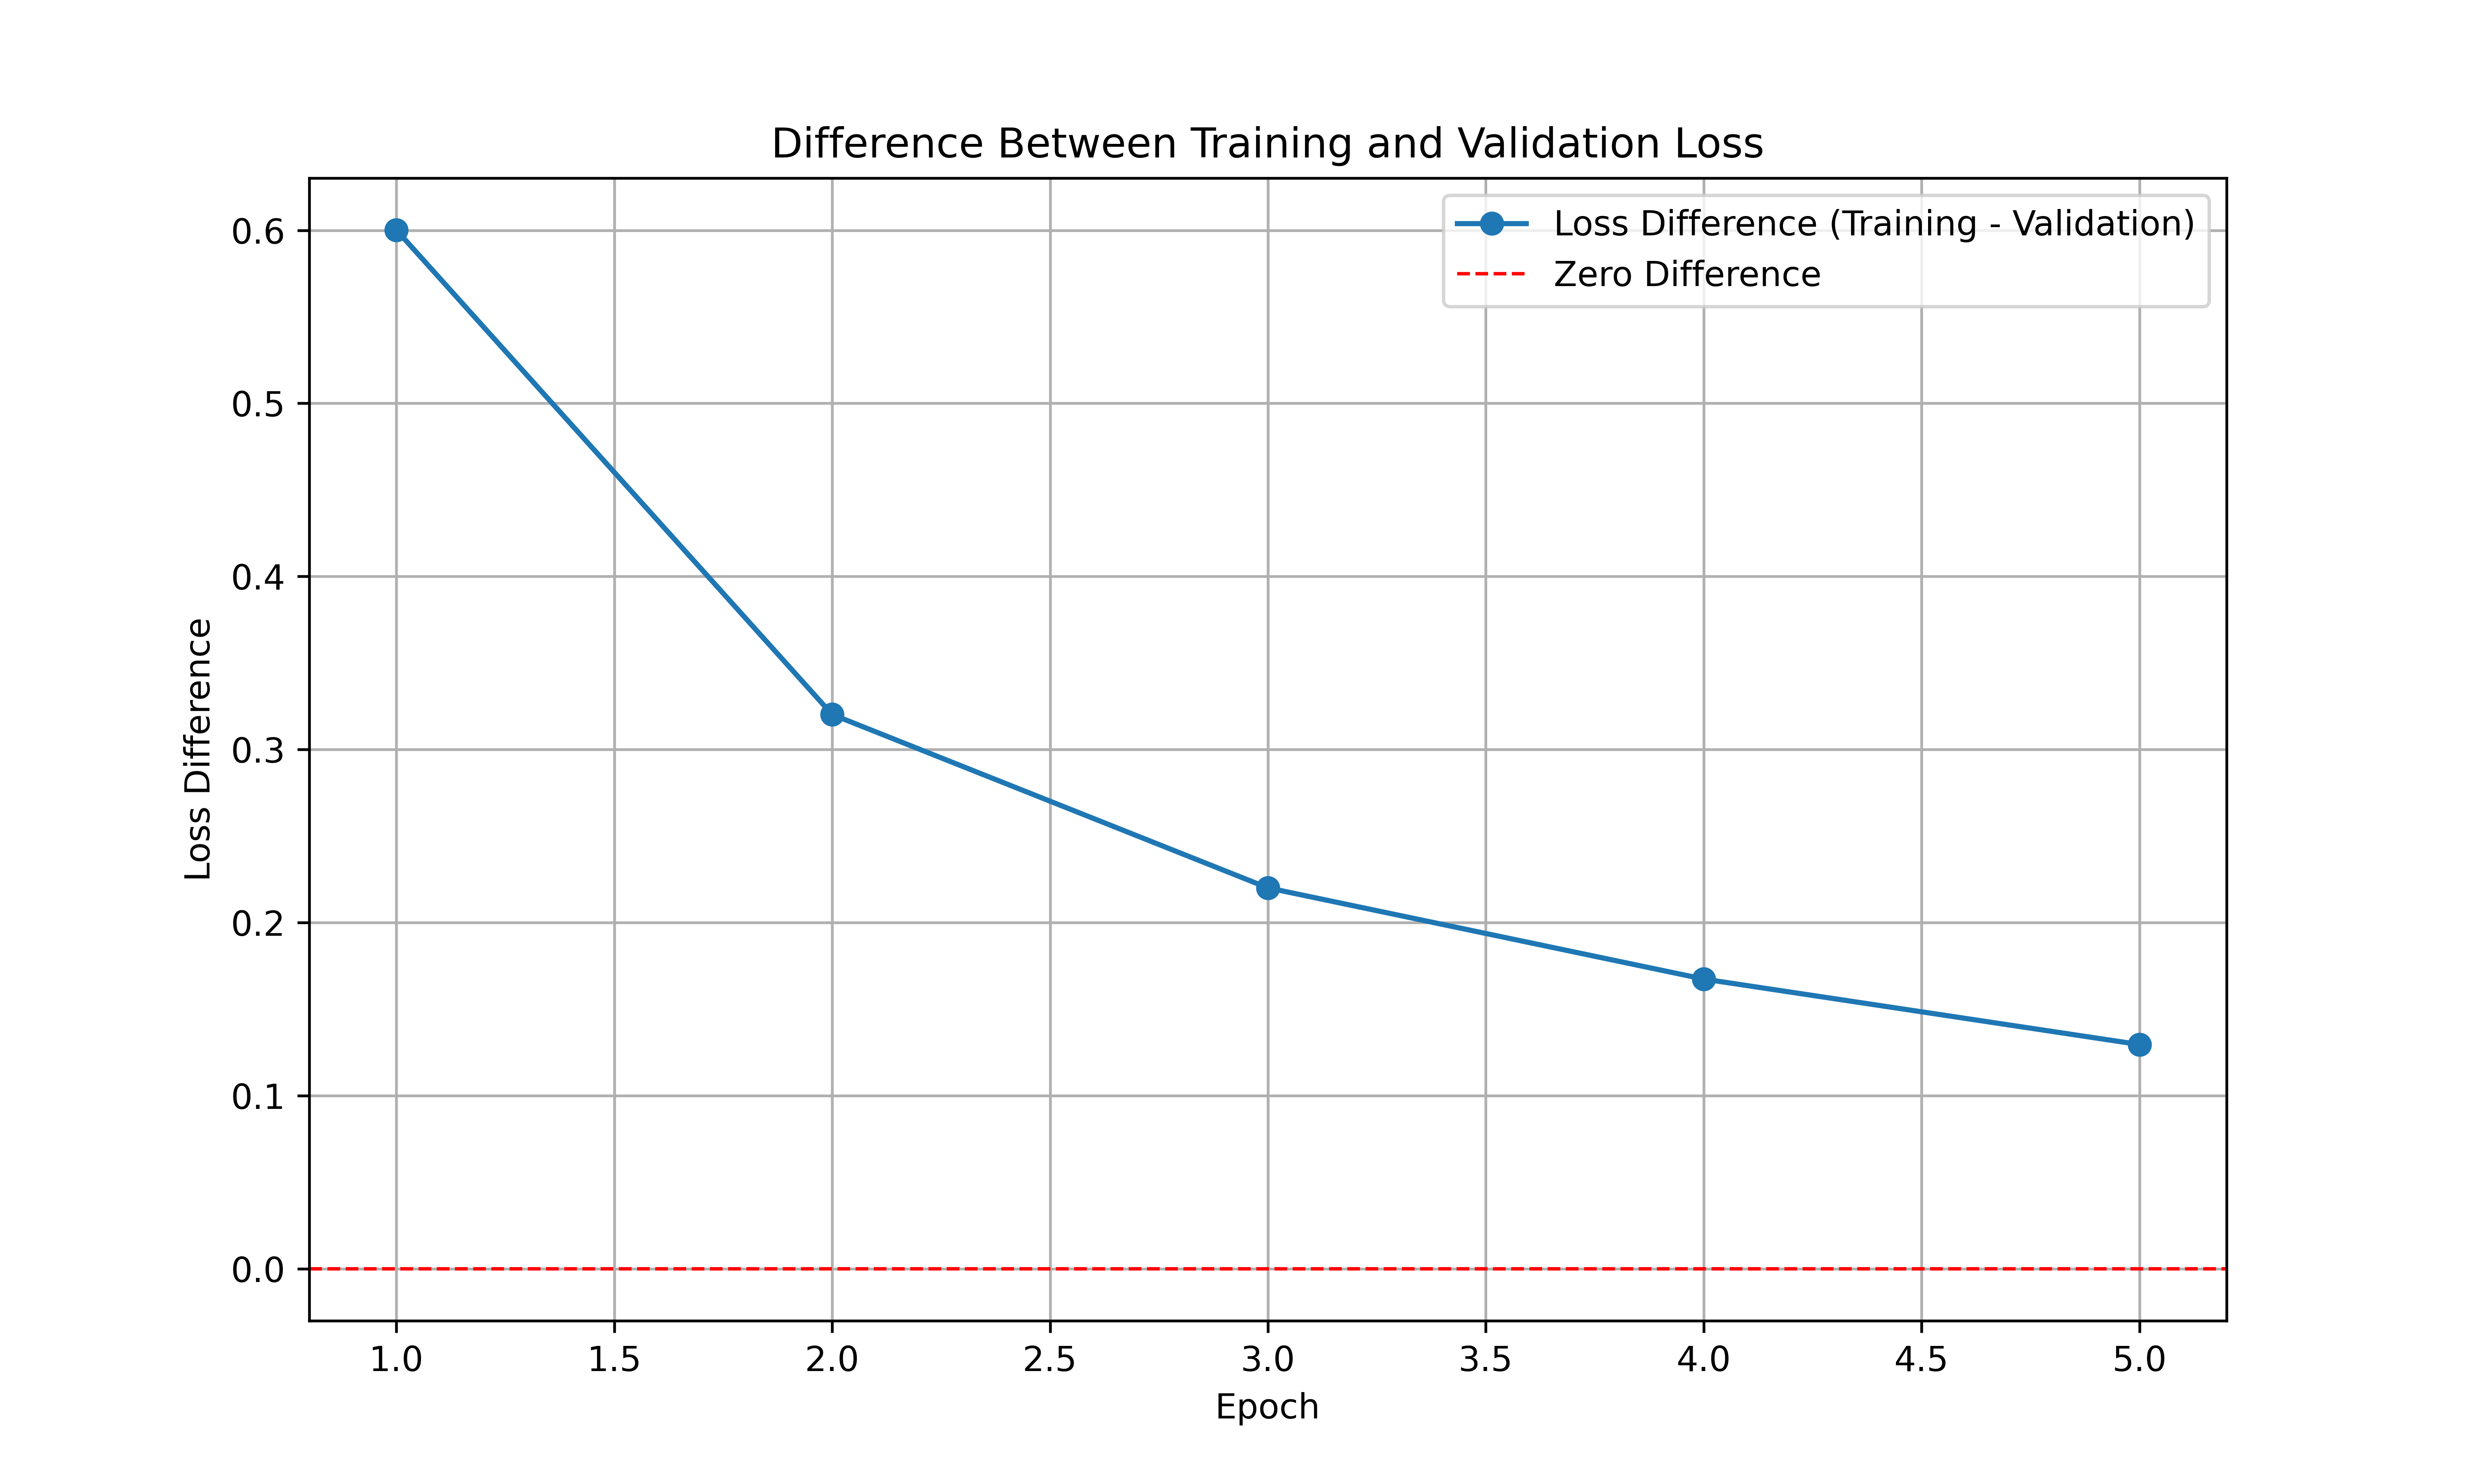 Difference Between Training and Validation Loss
Loss Difference (Training - Validation)
Zero Difference
0.6
0.5
0.4
0.3
0.2
0.1
0.0
Loss Difference
1.0 1.5 2.0 2.5 3.0 3.5 4.0 4.5 5.0
Epoch